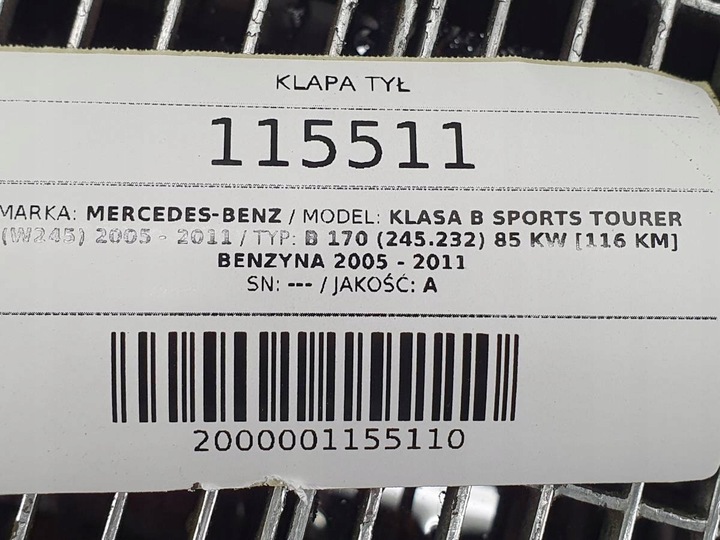 KLAPA TYŁ
115511
MARKA: MERCEDES-BENZ / MODEL: KLASA B SPORTS TOURER
(W245) 2005 - 2011 / TYP: B 170 (245.232) 85 KW [116 KM]
BENZYNA 2005 - 2011
SN: --- / JAKOŚĆ: A
2000001155110